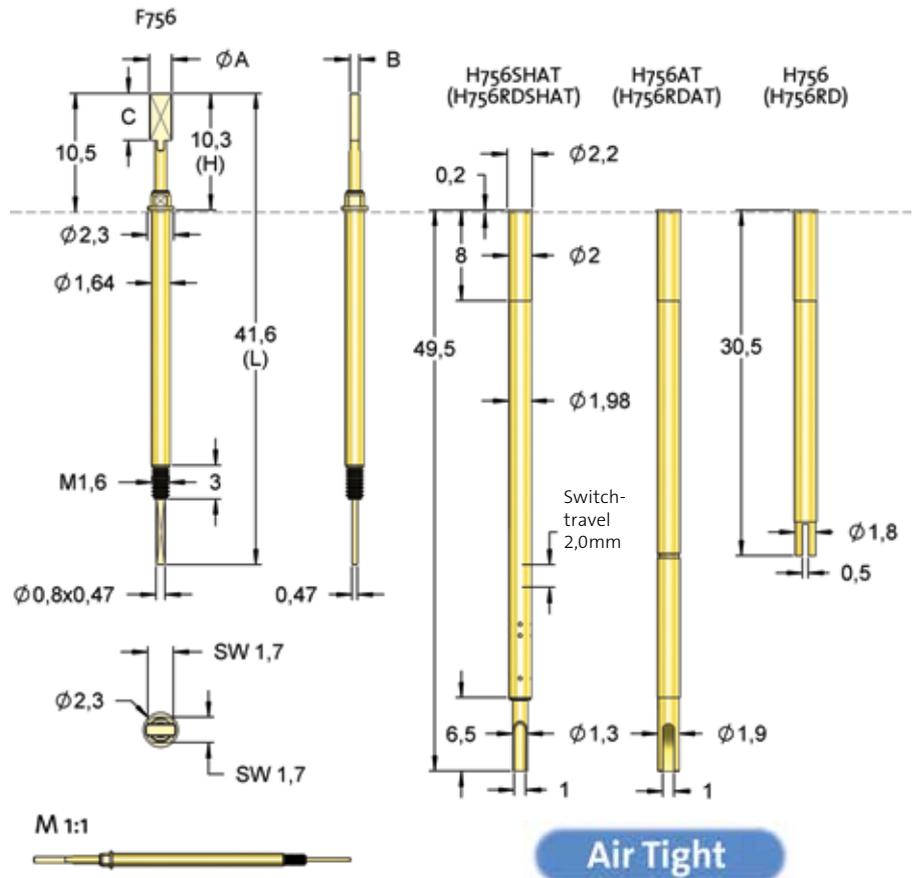 F756
ØA
B
C
10,5
10,3
(H)
Ø2,3
Ø1,64
41,6
(L)
M1,6
3
Ø0,8x0,47
0,47
SW 1,7
Ø2,3
SW 1,7
M 1:1
H756SHAT
(H756RDSHAT)
H756AT
(H756RDAT)
H756
(H756RD)
0,2
Ø2,2
8
Ø2
49,5
30,5
Ø1,98
Switch-
travel
2,0mm
Ø1,8
0,5
6,5
Ø1,3
Ø1,9
1
1
Air Tight